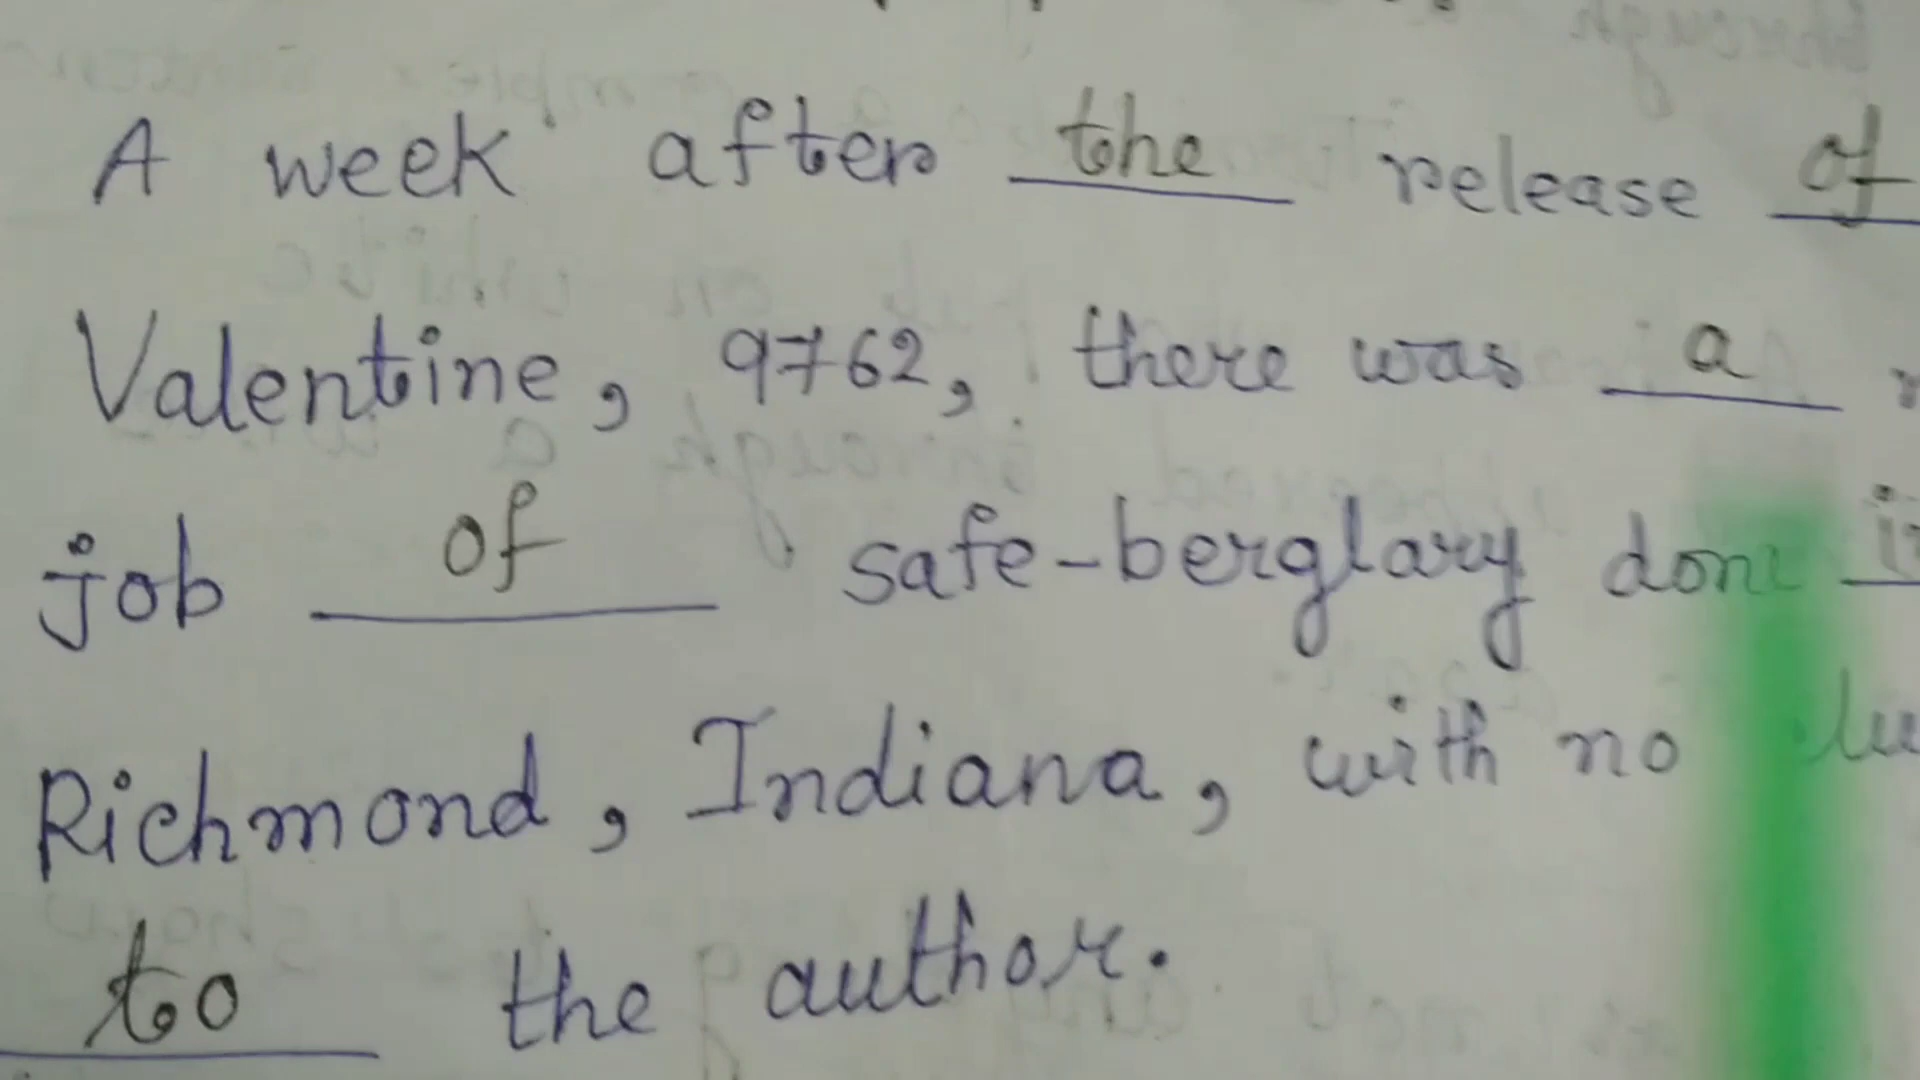 A week after the release of
Valentine, 9762, there was a
job of safe-berglary done
Richmond, Indiana, with no
to the author.